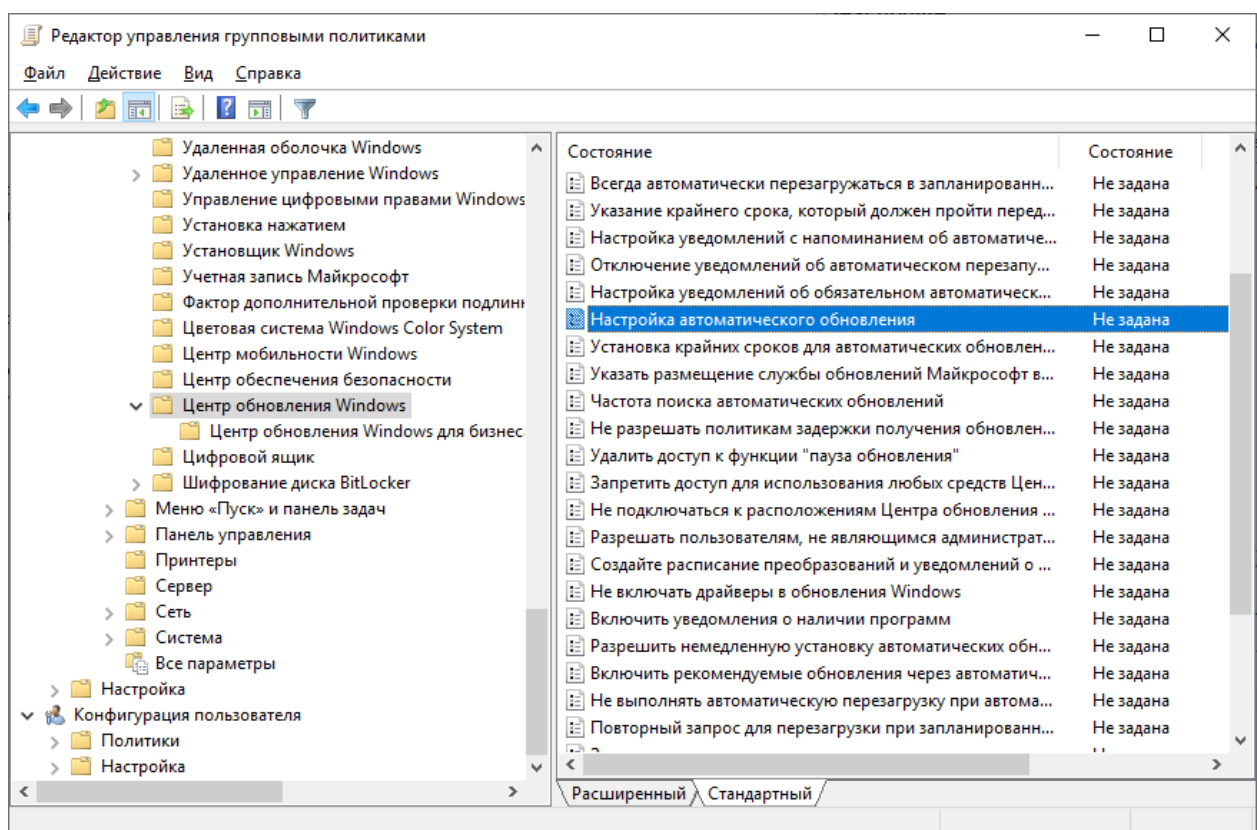 Редактор управления групповыми политиками
Файл Действие Вид Справка
Удаленная оболочка Windows
Удаленное управление Windows
Управление цифровыми правами Windows
Установка нажатием
Установщик Windows
Учетная запись Майкрософт
Фактор дополнительной проверки подлин
Цветовая система Windows Color System
Центр мобильности Windows
Центр обеспечения безопасности
Центр обновления Windows
Центр обновления Windows для бизнес
Цифровой ящик
Шифрование диска BitLocker
Меню «Пуск» и панель задач
Панель управления
Принтеры
Сервер
Сеть
Система
Все параметры
Настройка
Конфигурация пользователя
Политики
Настройка
Состояние Состояние
Всегда автоматически перезагружаться в запланированн... Не задана
Указание крайнего срока, который должен пройти перед... Не задана
Настройка уведомлений с напоминанием об автоматиче... Не задана
Отключение уведомлений об автоматическом перезапу... Не задана
Настройка уведомлений об обязательном автоматическ... Не задана
Настройка автоматического обновления Не задана
Установка крайних сроков для автоматических обновлен... Не задана
Указать размещение службы обновлений Майкрософт в... Не задана
Частота поиска автоматических обновлений Не задана
Не разрешать политикам задержки получения обновлен... Не задана
Удалить доступ к функции "пауза обновления" Не задана
Запретить доступ для использования любых средств Цен... Не задана
Не подключаться к расположениям Центра обновления ... Не задана
Разрешать пользователям, не являющимся администрат... Не задана
Создайте расписание преобразований и уведомлений о ... Не задана
Не включать драйверы в обновления Windows Не задана
Включить уведомления о наличии программ Не задана
Разрешить немедленную установку автоматических обн... Не задана
Включить рекомендуемые обновления через автоматич... Не задана
Не выполнять автоматическую перезагрузку при автома... Не задана
Повторный запрос для перезагрузки при запланированн... Не задана
Расширенный Стандартный